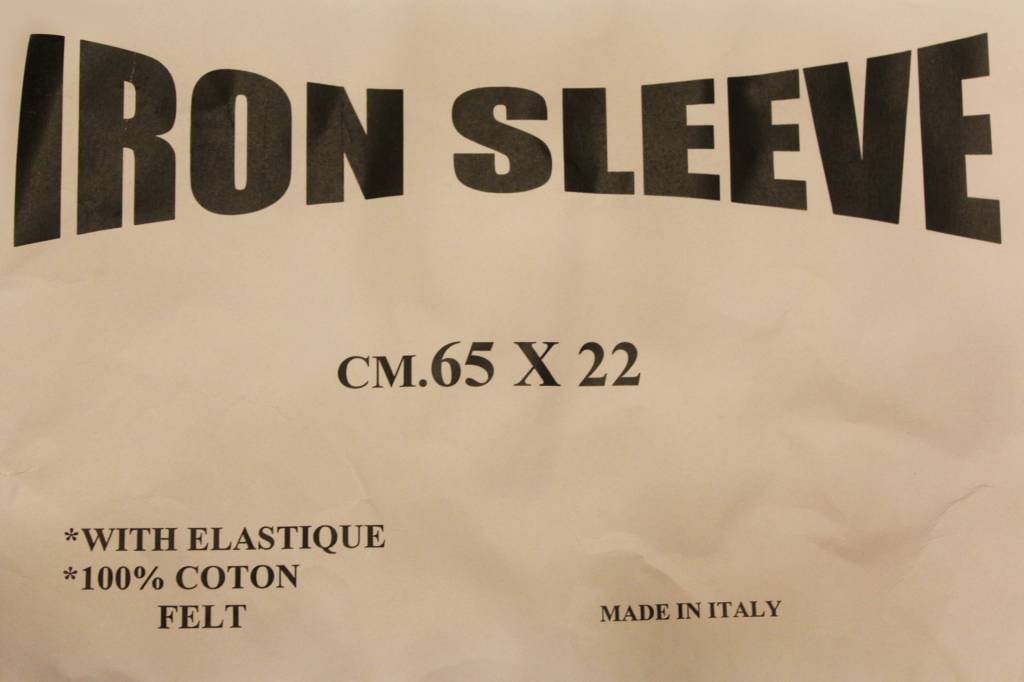 IRON SLEEVE
CM.65 X 22
*WITH ELASTIQUE
*100% COTON
FELT
MADE IN ITALY